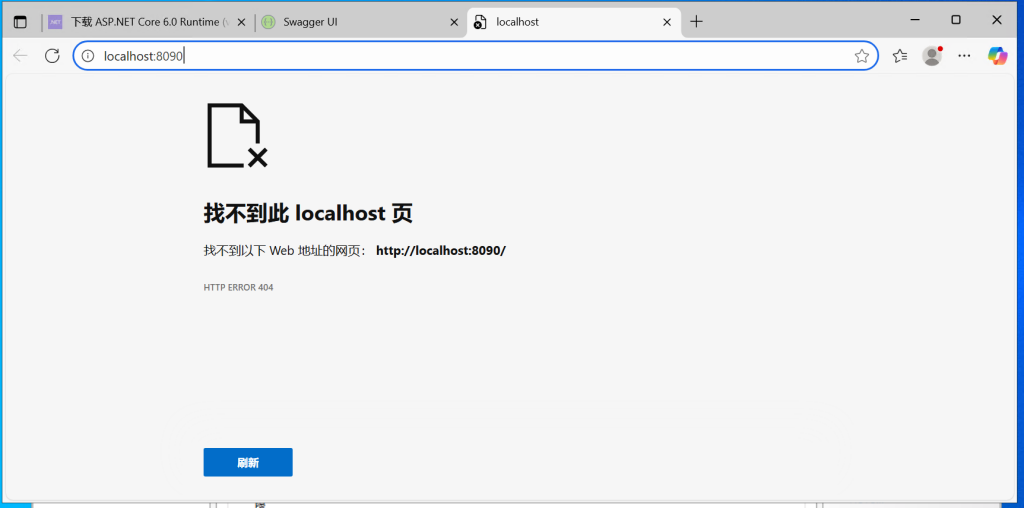 下载 ASP.NET Core 6.0 Runtime
Swagger UI
localhost
localhost:8090
找不到此 localhost 页
找不到以下 Web 地址的网页： http://localhost:8090/
HTTP ERROR 404
刷新